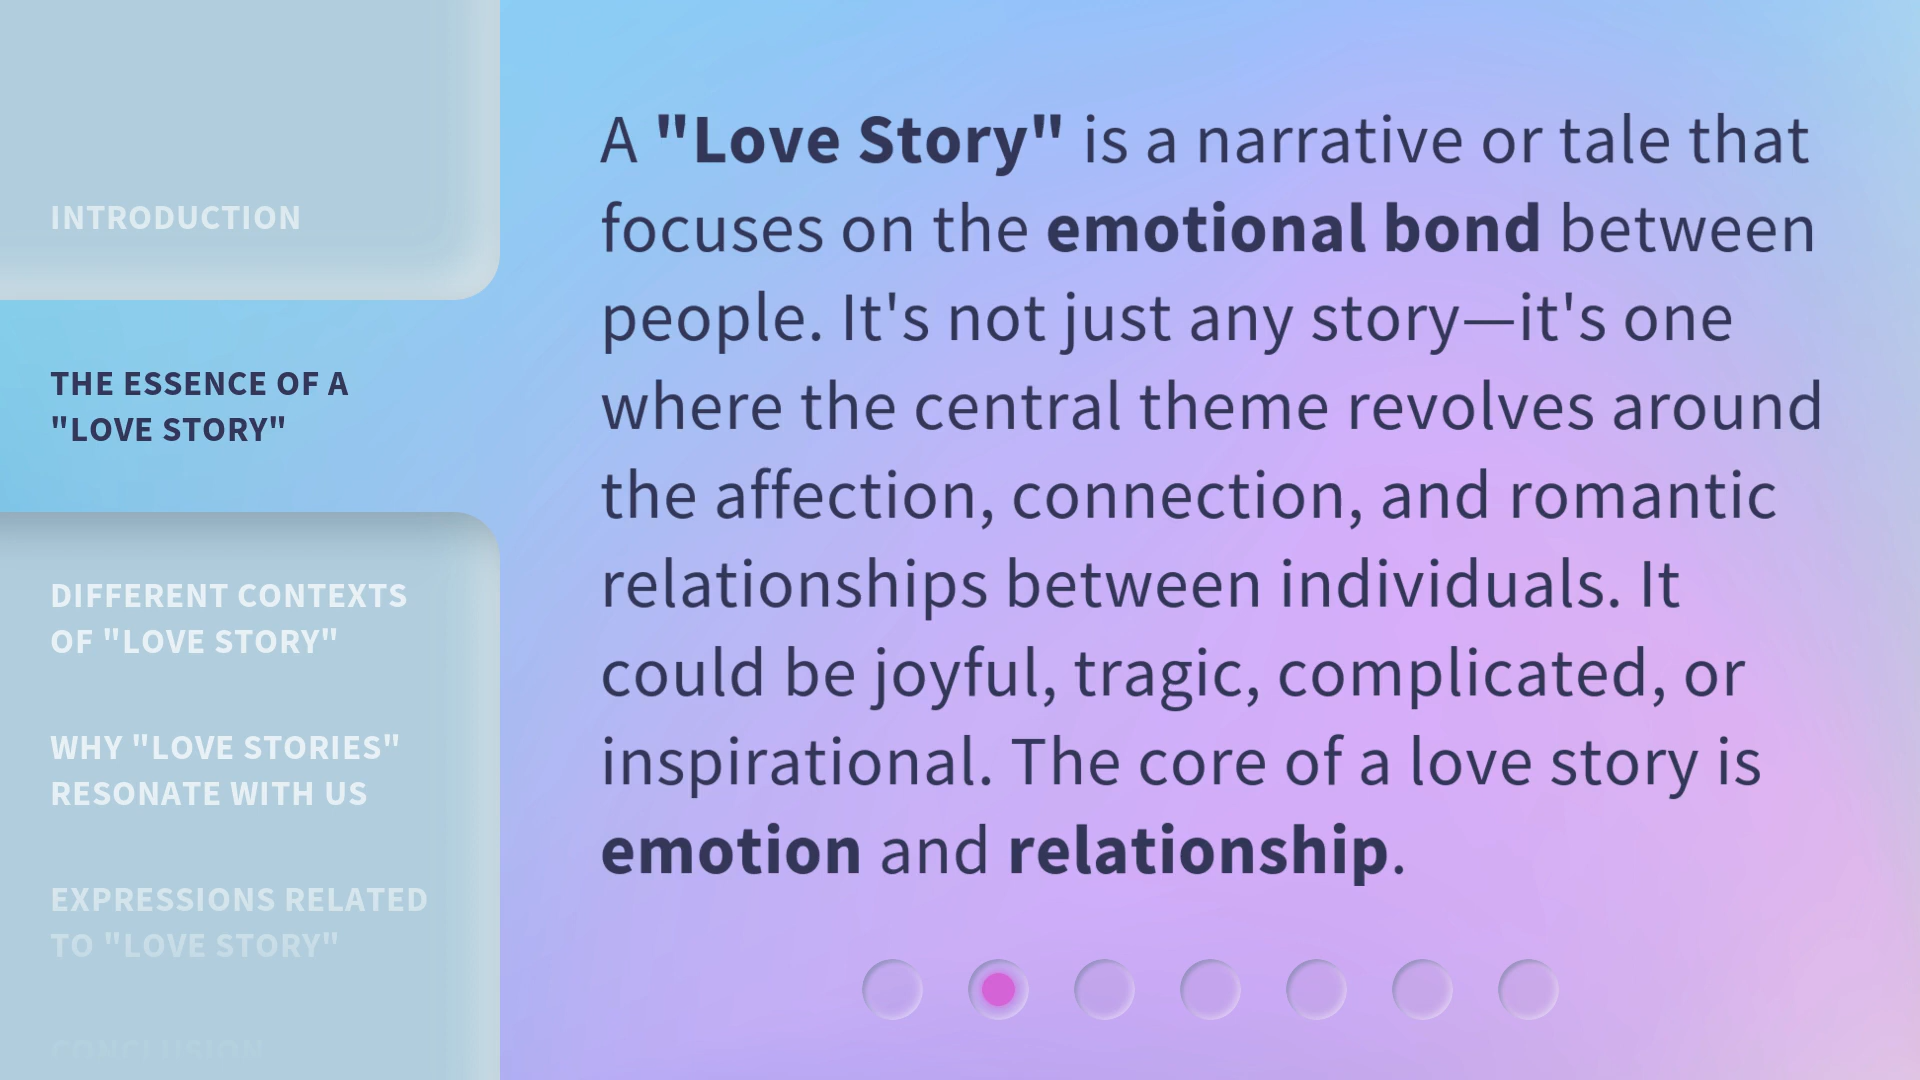 INTRODUCTION
THE ESSENCE OF A
"LOVE STORY"
DIFFERENT CONTEXTS
OF "LOVE STORY"
WHY "LOVE STORIES"
RESONATE WITH US
EXPRESSIONS RELATED
TO "LOVE STORY"
CONCLUSION
A "Love Story" is a narrative or tale that
focuses on the emotional bond between
people. It's not just any story—it's one
where the central theme revolves around
the affection, connection, and romantic
relationships between individuals. It
could be joyful, tragic, complicated, or
inspirational. The core of a love story is
emotion and relationship.